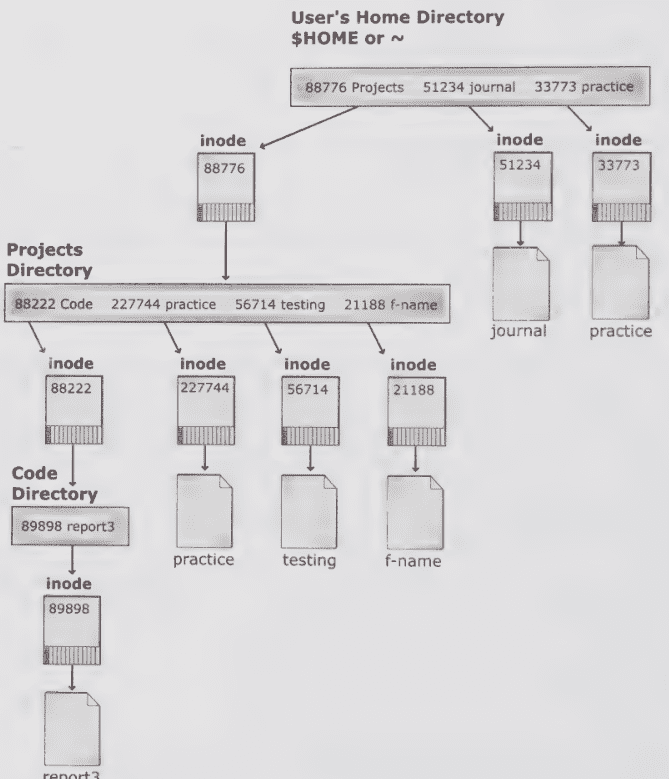 User's Home Directory
$HOME or ~
88776 Projects 51234 journal 33773 practice
inode
88776
inode
51234
inode
33773
journal
practice
Projects
Directory
88222 Code 227744 practice 56714 testing 21188 f-name
inode
88222
inode
227744
inode
56714
inode
21188
practice
testing
f-name
Code
Directory
89898 report3
inode
89898
report3